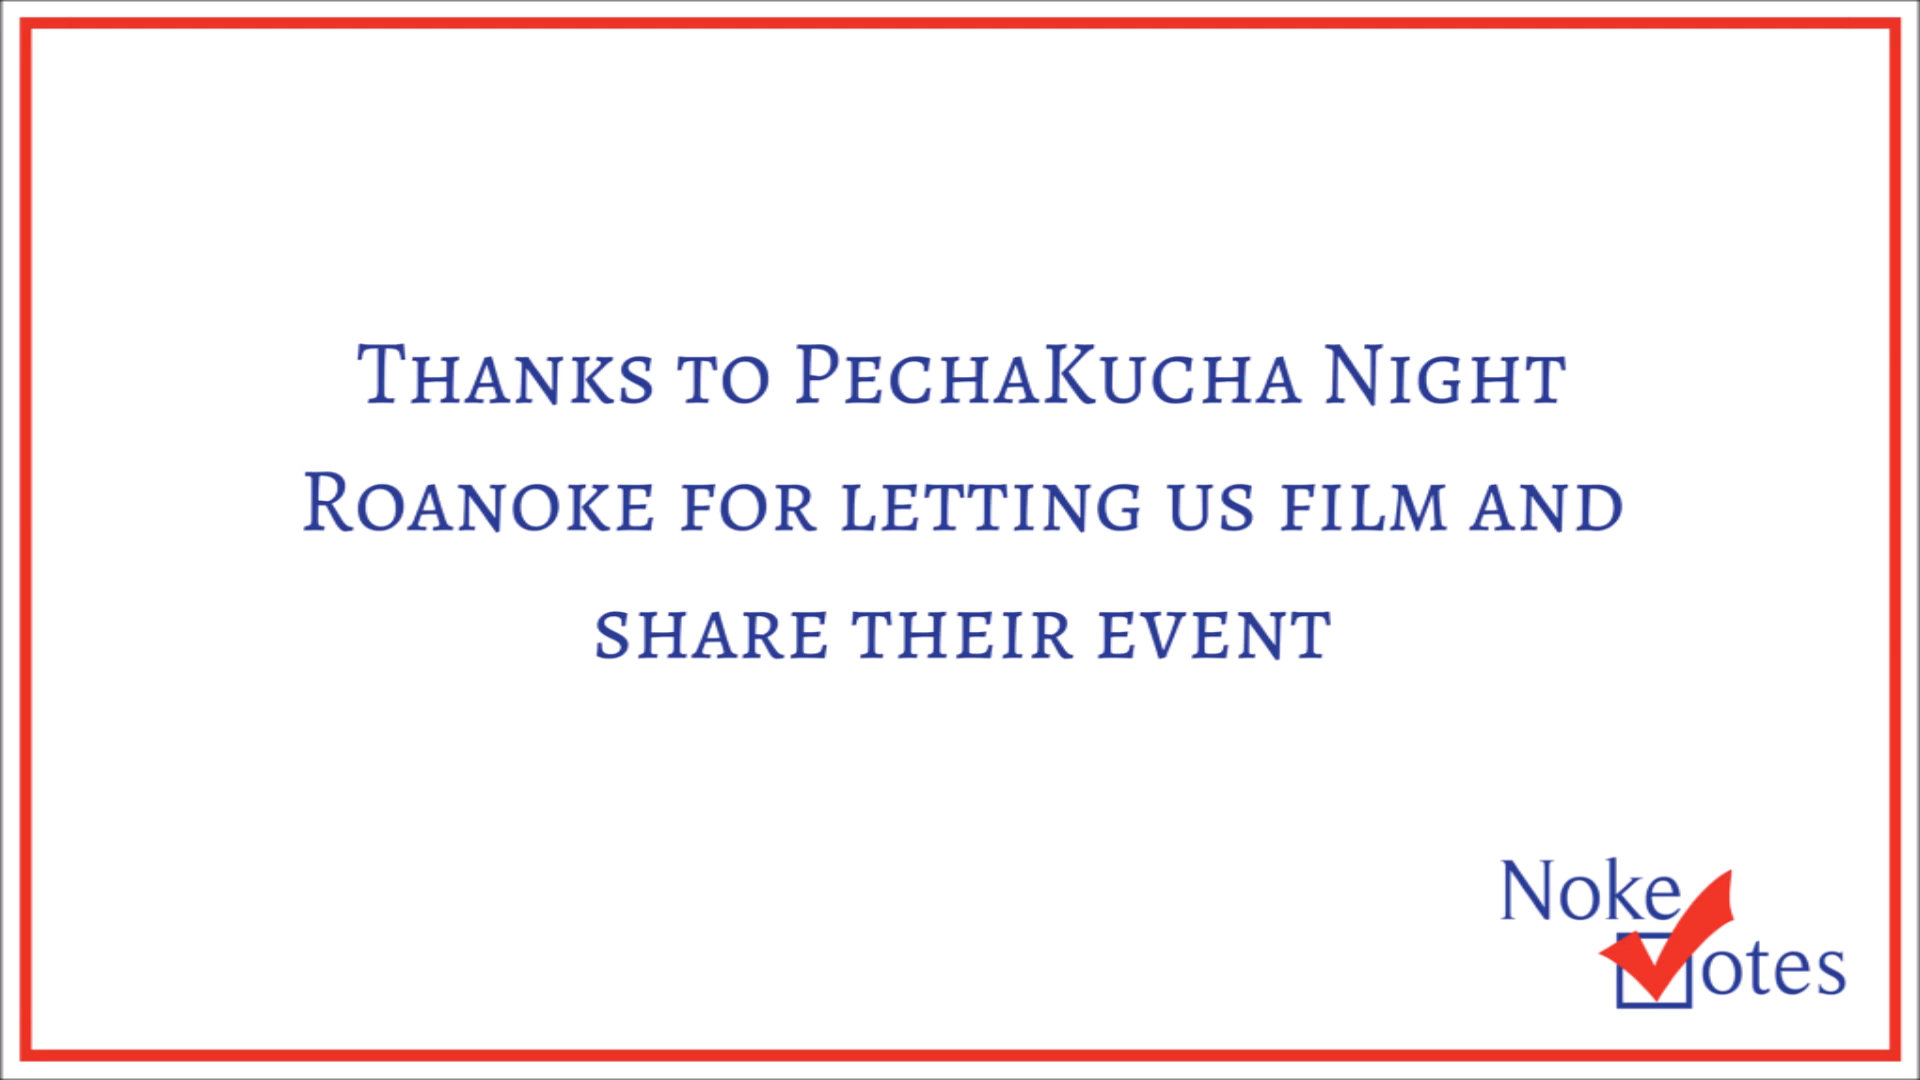 Thanks to PechaKucha Night
Roanoke for letting us film and
share their event
Noke
Votes